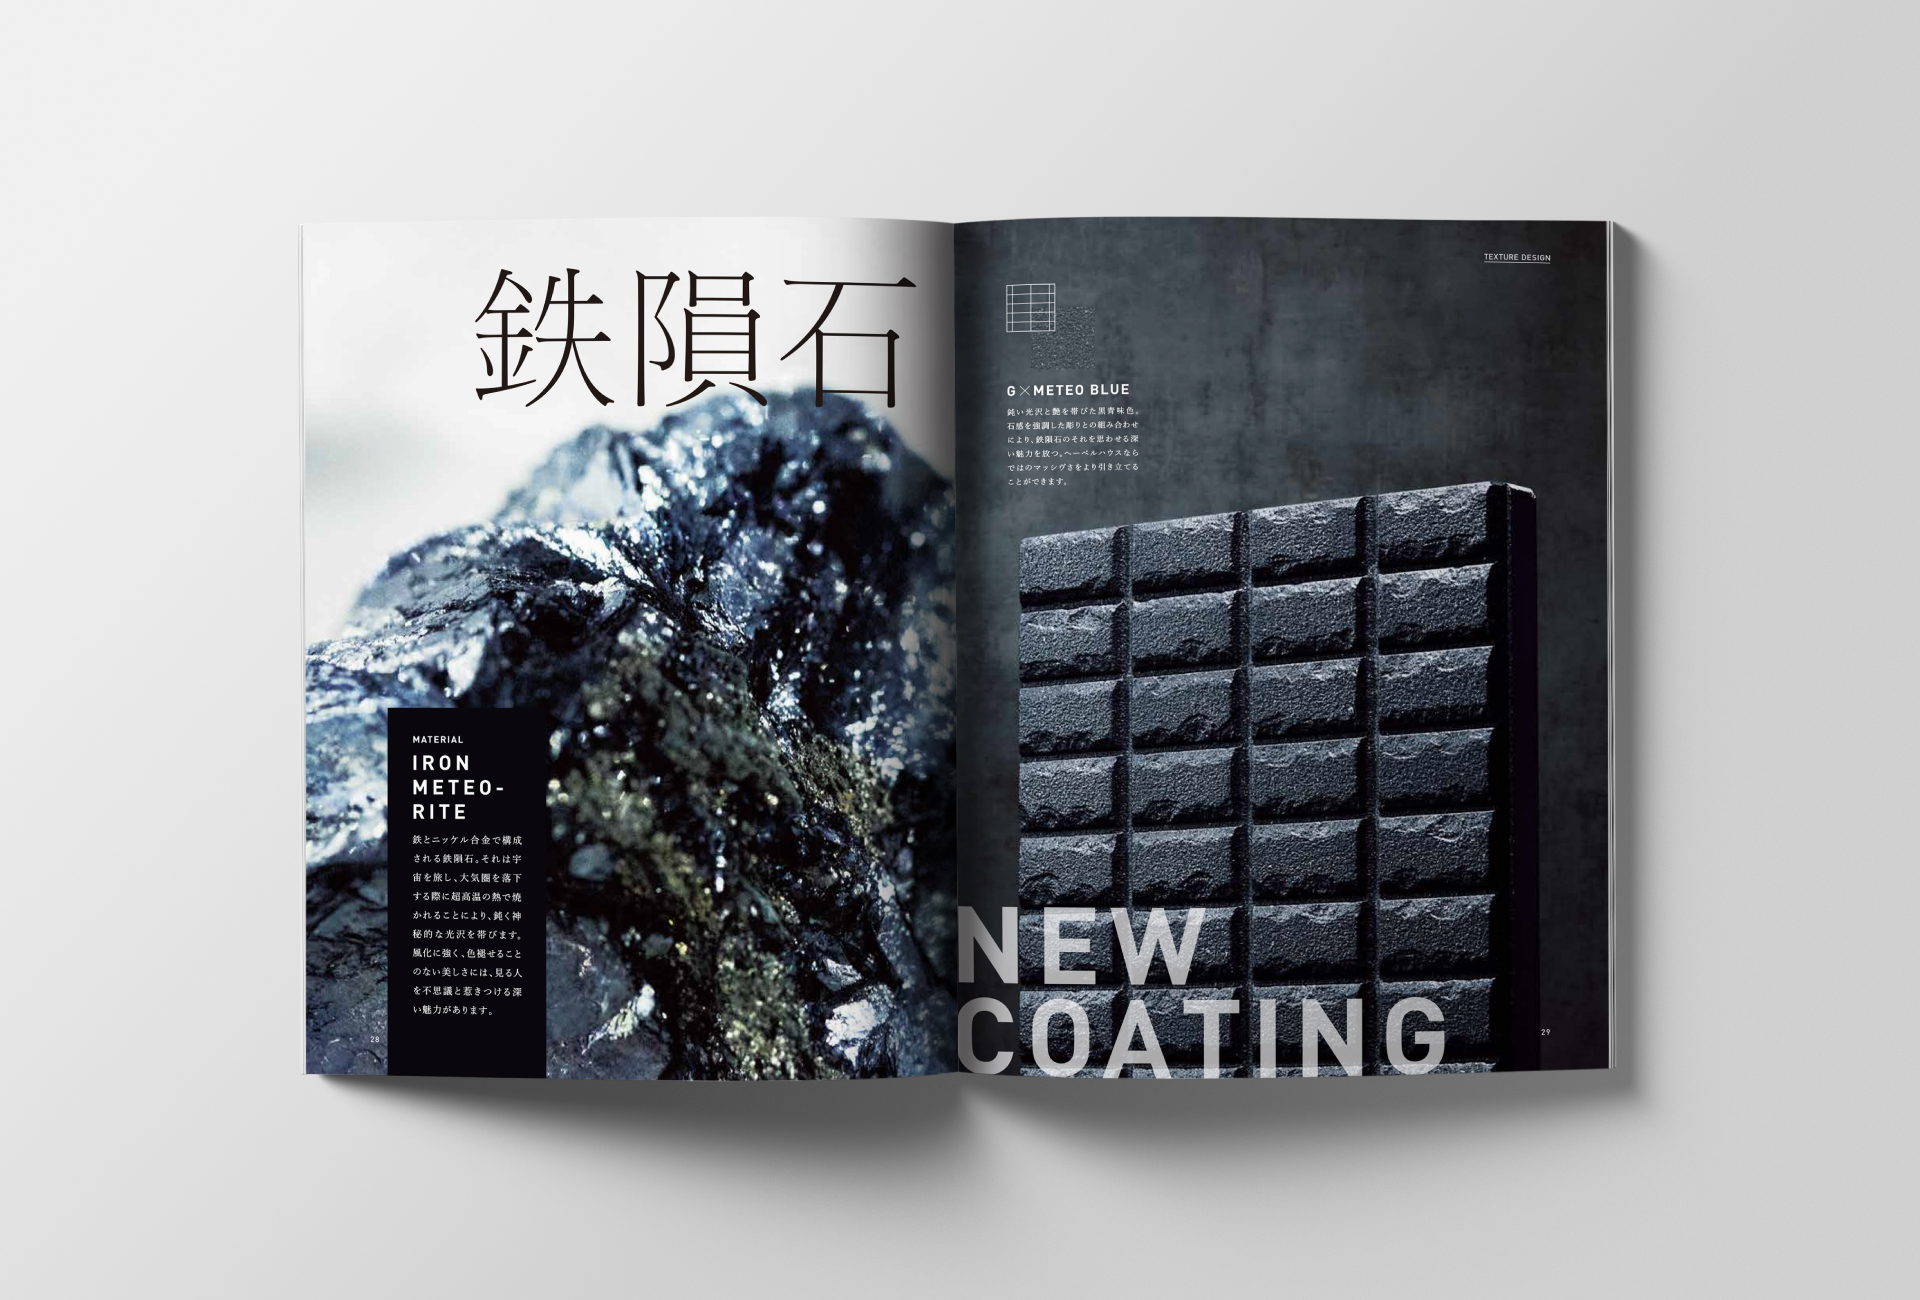 鉄隕石
MATERIAL
IRON
METEO-
RITE
鉄とニッケル合金で構成
される鉄隕石。それは宇
宙を旅し、大気圏を落下
する際に超高温の熱で焼
かれることにより、鈍く神
秘的な光沢を帯びます。
風化に強く、色褪せること
のない美しさには、見る人
を不思議と惹きつける深
い魅力があります。
28
TEXTURE DESIGN
G×METEO BLUE
鈍い光沢と艶を帯びた黒青味色。
石感を強調した彫りとの組み合わせ
により、鉄隕石のそれを思わせる深
い魅力を放つ。ヘーベルハウスなら
ではのマッシヴさをより引き立てる
ことができます。
NEW
COATING
29